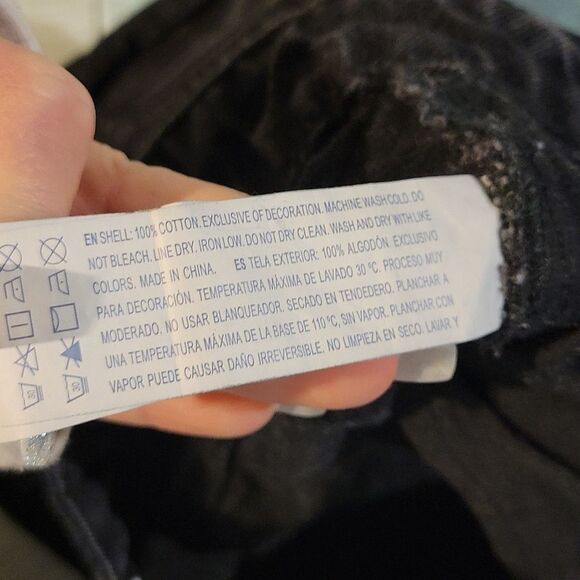 EN SHELL: 100% COTTON. EXCLUSIVE OF DECORATION. MACHINE WASH COLD. DO
NOT BLEACH. LINE DRY. IRON LOW. DO NOT DRY CLEAN. WASH AND DRY WITH LIKE
COLORS. MADE IN CHINA. ES TELA EXTERIOR: 100% ALGODÓN. EXCLUSIVO
PARA DECORACIÓN. TEMPERATURA MÁXIMA DE LAVADO 30 °C. PROCESO MUY
MODERADO. NO USAR BLANQUEADOR. SECADO EN TENDEDERO. PLANCHAR A
UNA TEMPERATURA MÁXIMA DE LA BASE DE 110 °C, SIN VAPOR. PLANCHAR CON
VAPOR PUEDE CAUSAR DAÑO IRREVERSIBLE. NO LIMPIEZA EN SECO. LAVAR Y